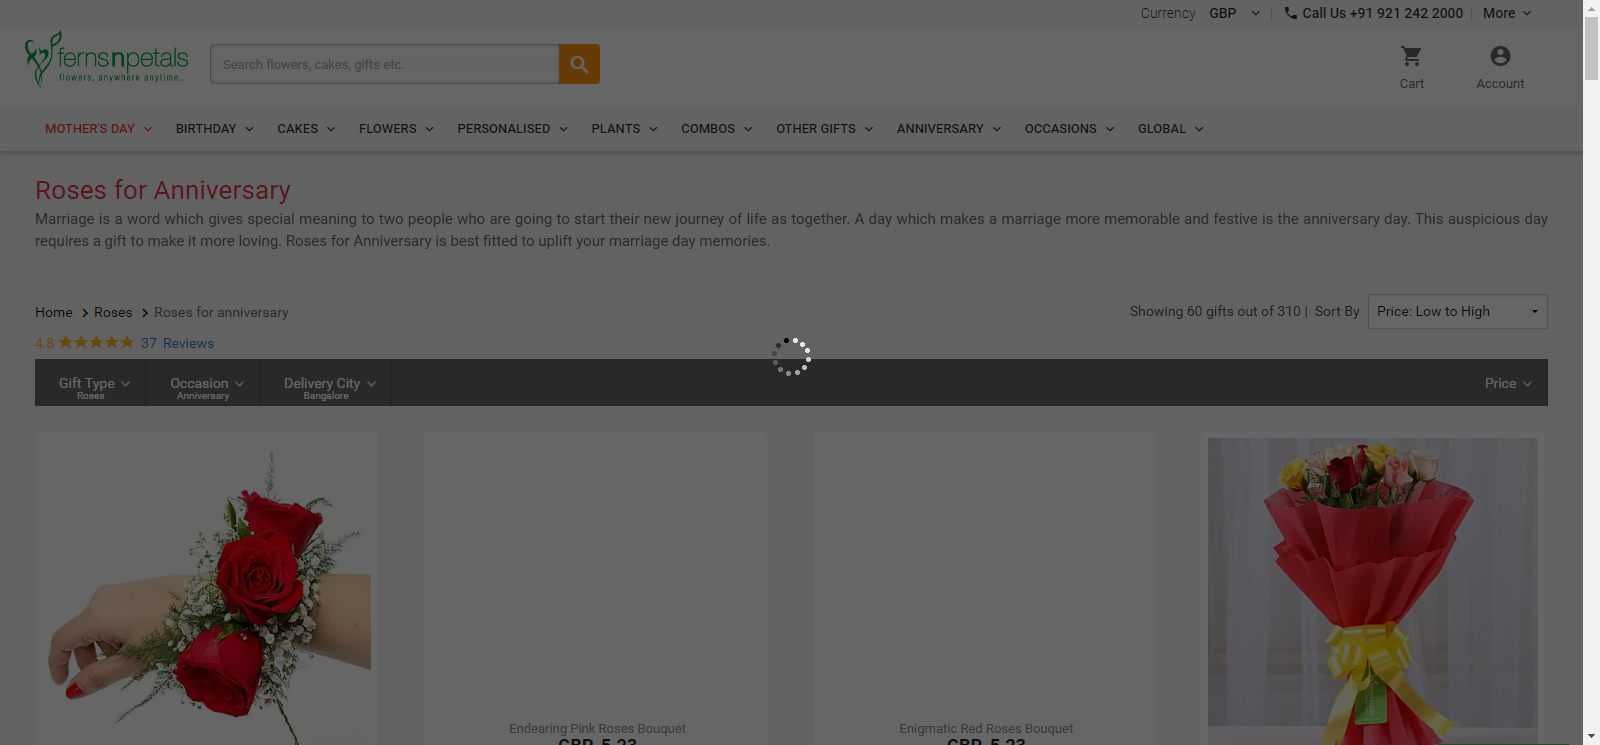 Currency GBP Call Us +91 921 242 2000 More
fernsnpetals
flowers, anywhere anytime...
Search flowers, cakes, gifts etc.
Cart Account
MOTHER'S DAY BIRTHDAY CAKES FLOWERS PERSONALISED PLANTS COMBOS OTHER GIFTS ANNIVERSARY OCCASIONS GLOBAL
Roses for Anniversary
Marriage is a word which gives special meaning to two people who are going to start their new journey of life as together. A day which makes a marriage more memorable and festive is the anniversary day. This auspicious day
requires a gift to make it more loving. Roses for Anniversary is best fitted to uplift your marriage day memories.
Home Roses Roses for anniversary Showing 60 gifts out of 310 | Sort By Price: Low to High
4.8 37 Reviews
Gift Type Occasion Delivery City Price
Roses Anniversary Bangalore
Endearing Pink Roses Bouquet Enigmatic Red Roses Bouquet
GBP 5.23 GBP 5.23